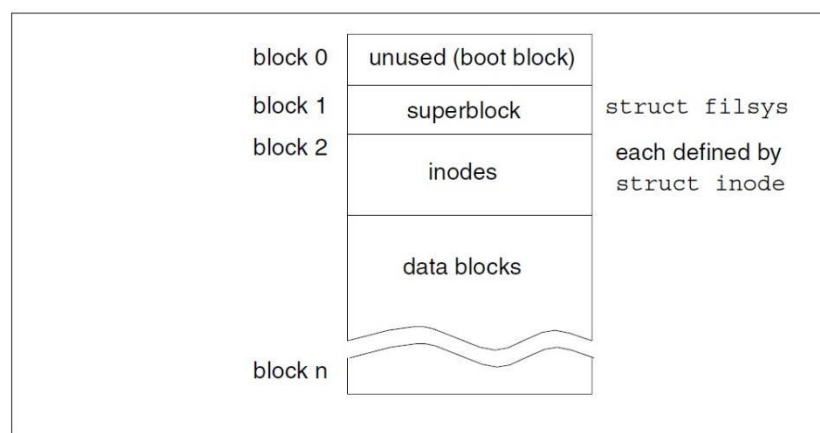 block 0 unused (boot block)
block 1 superblock struct filsys
block 2 inodes each defined by
struct inode
data blocks
block n